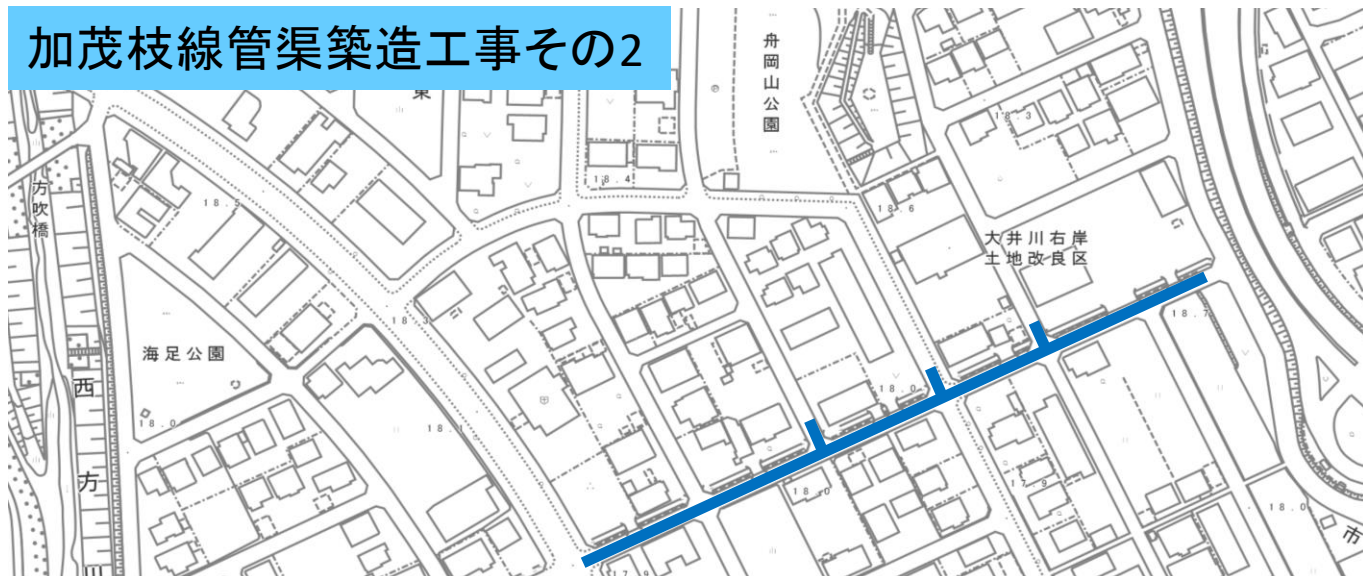 加茂枝線管渠築造工事その2
東
舟岡山公園
18.3
18.4
方吹橋
18.5
18.6
大井川右岸
土地改良区
18.3
18.7
海足公園
18.0
18.0
18.1
西方川
18.0
17.9
18.0
17.9
市